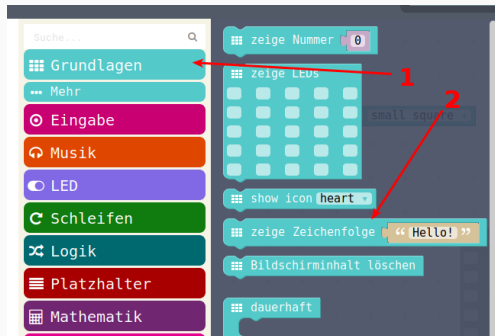 Suche...
Grundlagen
Mehr
Eingabe
Musik
LED
Schleifen
Logik
Platzhalter
Mathematik
zeige Nummer 0
zeige LEDs
1
2
small square
show icon heart
zeige Zeichenfolge “ Hello! ”
Bildschirminhalt löschen
dauerhaft